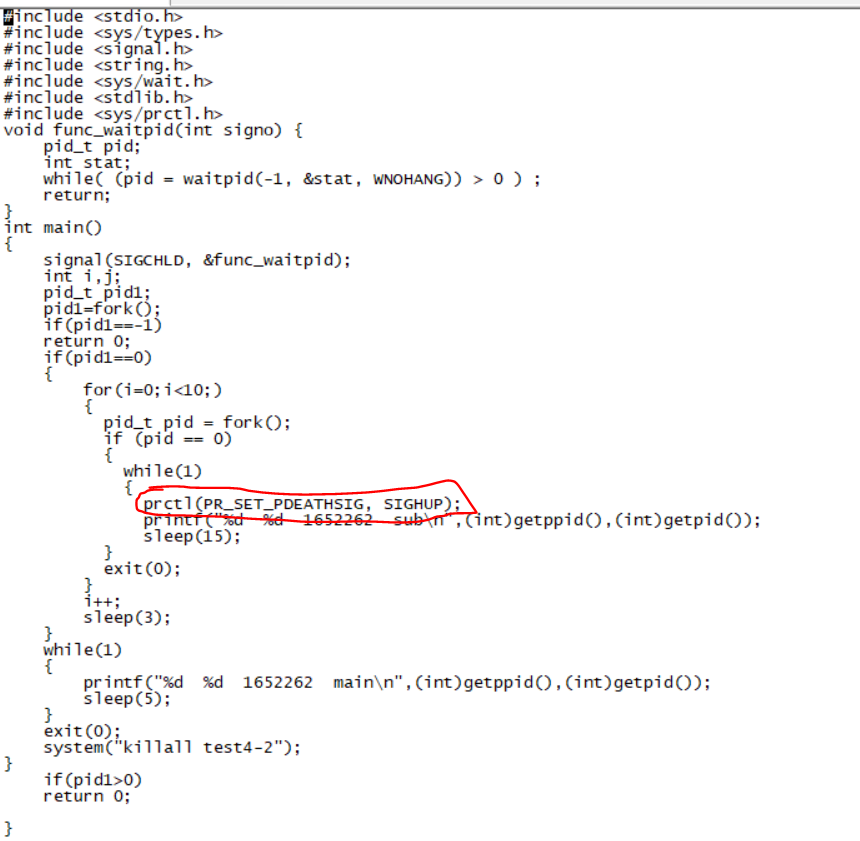 #include <stdio.h>
#include <sys/types.h>
#include <signal.h>
#include <string.h>
#include <sys/wait.h>
#include <stdlib.h>
#include <sys/prctl.h>
void func_waitpid(int signo) {
    pid_t pid;
    int stat;
    while( (pid = waitpid(-1, &stat, WNOHANG)) > 0 ) ;
    return;
}
int main()
{
    signal(SIGCHLD, &func_waitpid);
    int i,j;
    pid_t pid1;
    pid1=fork();
    if(pid1==-1)
    return 0;
    if(pid1==0)
    {
        for(i=0;i<10;)
        {
          pid_t pid = fork();
          if (pid == 0)
          {
            while(1)
            {
              prctl(PR_SET_PDEATHSIG, SIGHUP);
              printf("%d  %d  1652262  sub\n",(int)getppid(),(int)getpid());
              sleep(15);
          }
          exit(0);
        }
        i++;
        sleep(3);
    }
    while(1)
    {
        printf("%d  %d  1652262  main\n",(int)getppid(),(int)getpid());
        sleep(5);
    }
    exit(0);
    system("killall test4-2");
}
    if(pid1>0)
    return 0;

}